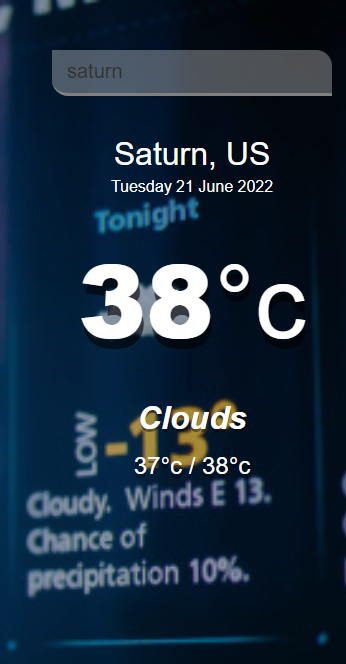 saturn
Saturn, US
Tuesday 21 June 2022
Tonight
38°c
Clouds
LOW -13°
37°c / 38°c
Cloudy. Winds E 13.
Chance of
precipitation 10%.